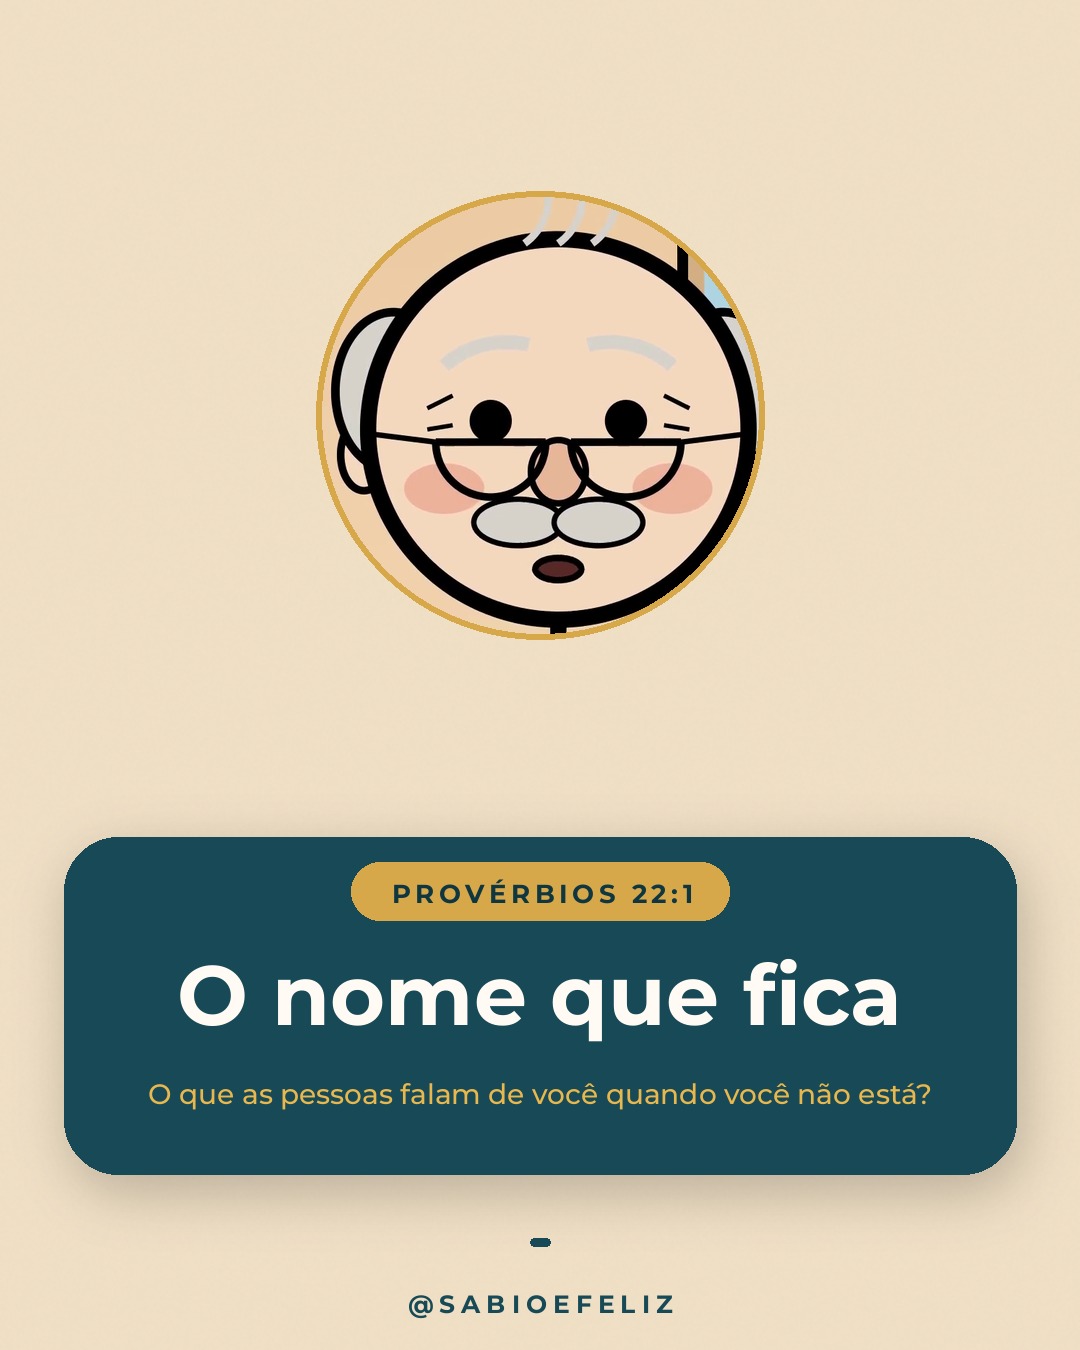 PROVÉRBIOS 22:1
O nome que fica
O que as pessoas falam de você quando você não está?
@SABIOEFELIZ